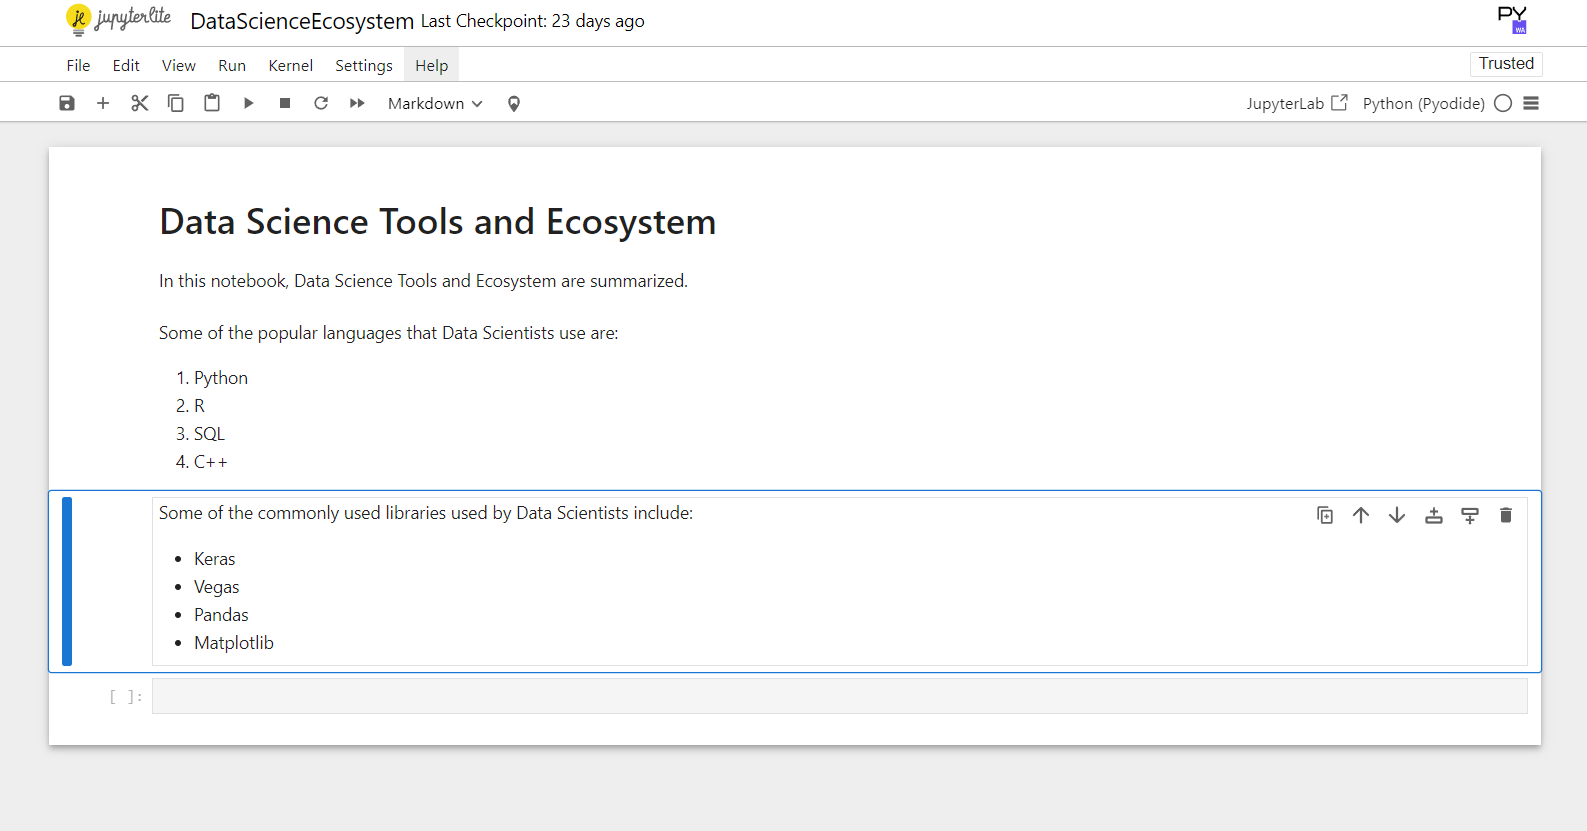 jupyterlite DataScienceEcosystem Last Checkpoint: 23 days ago
PY
WA
File Edit View Run Kernel Settings Help
Trusted
Markdown
JupyterLab Python (Pyodide)
Data Science Tools and Ecosystem
In this notebook, Data Science Tools and Ecosystem are summarized.
Some of the popular languages that Data Scientists use are:
1. Python
2. R
3. SQL
4. C++
Some of the commonly used libraries used by Data Scientists include:
• Keras
• Vegas
• Pandas
• Matplotlib
[ ]: